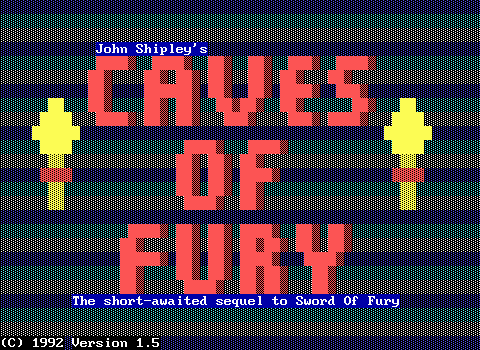 John Shipley's
CAVES
OF
FURY
The short-awaited sequel to Sword Of Fury
(C) 1992 Version 1.5